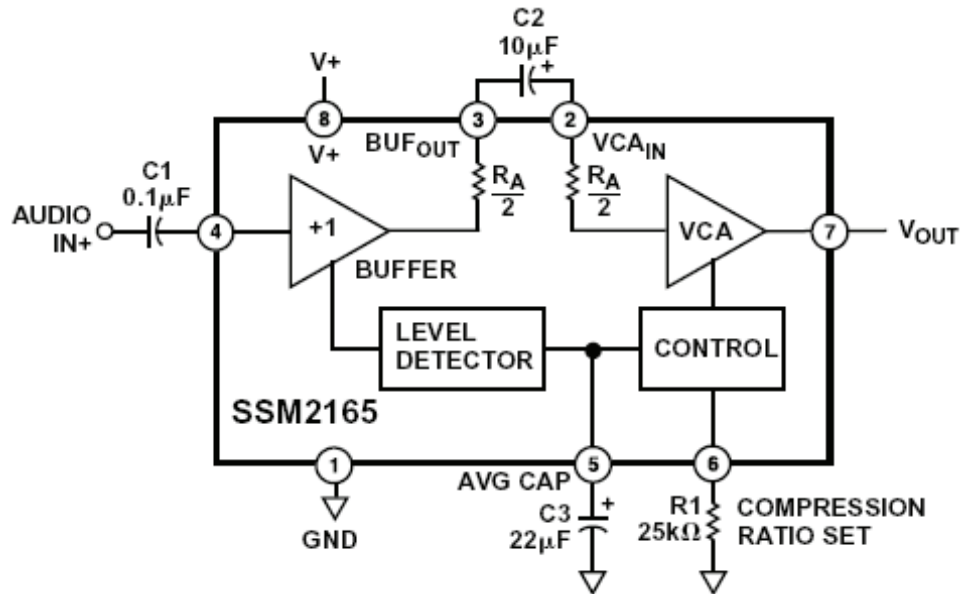 C2
10μF
+
V+
8
V+
3
BUFOUT
2
VCAIN
RA
2
RA
2
C1
0.1μF
AUDIO
IN+
4
+1
BUFFER
VCA
7
VOUT
LEVEL
DETECTOR
CONTROL
SSM2165
1
GND
AVG CAP
5
6
C3
22μF
+
R1
25kΩ
COMPRESSION
RATIO SET